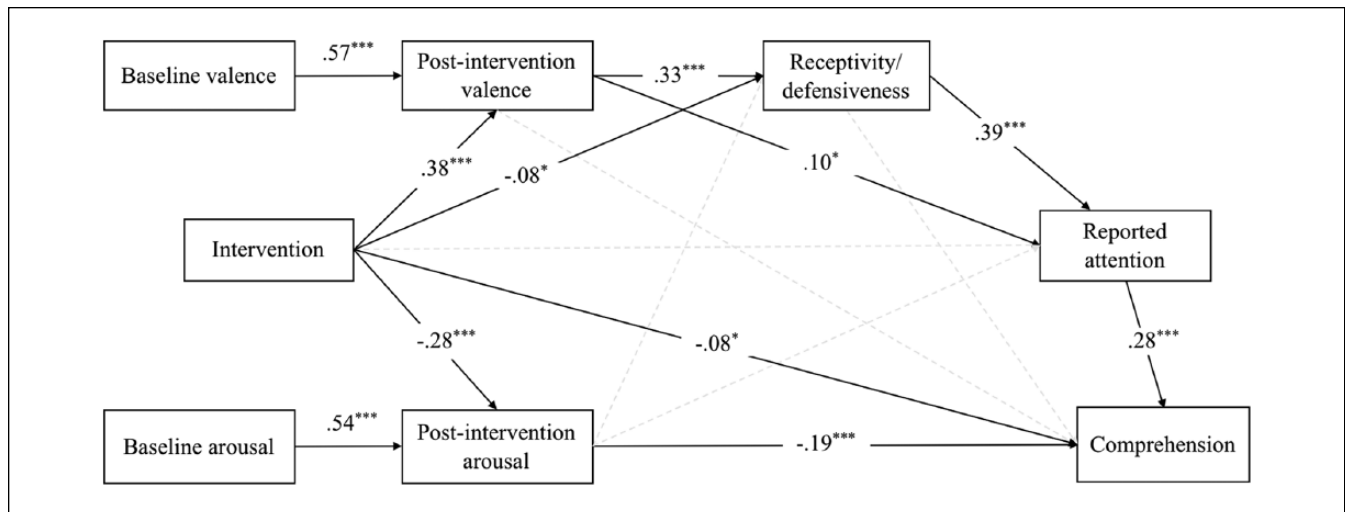 Baseline valence
.57***
Post-intervention
valence
.33***
Receptivity/
defensiveness
.39***
.10*
.38***
-.08*
Intervention
Reported
attention
-.28***
-.08*
.28***
Baseline arousal
.54***
Post-intervention
arousal
-.19***
Comprehension